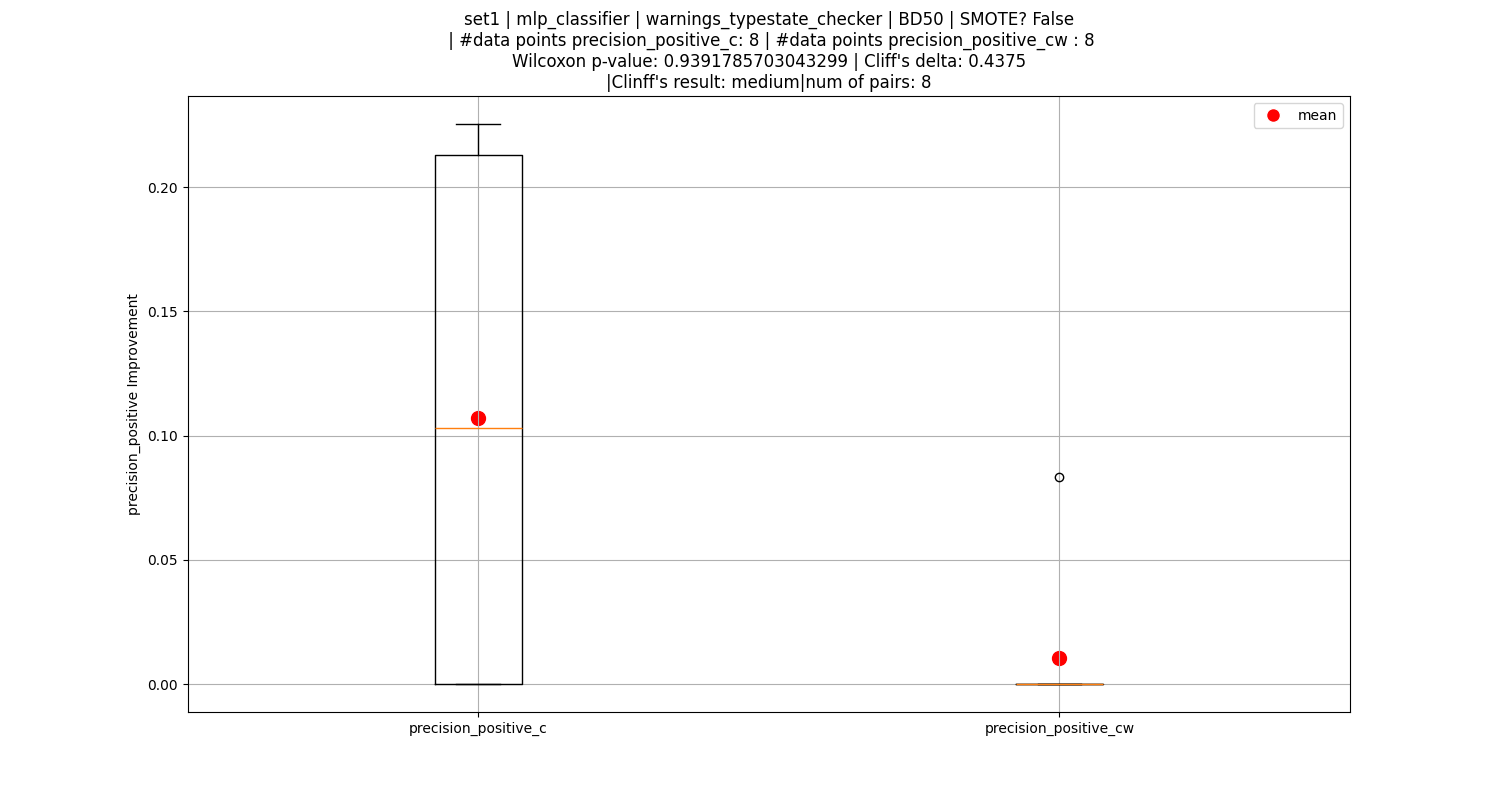 set1 | mlp_classifier | warnings_typestate_checker | BD50 | SMOTE? False
| #data points precision_positive_c: 8 | #data points precision_positive_cw : 8
Wilcoxon p-value: 0.9391785703043299 | Cliff's delta: 0.4375
|Clinff's result: medium|num of pairs: 8
mean
precision_positive Improvement
0.20
0.15
0.10
0.05
0.00
precision_positive_c
precision_positive_cw